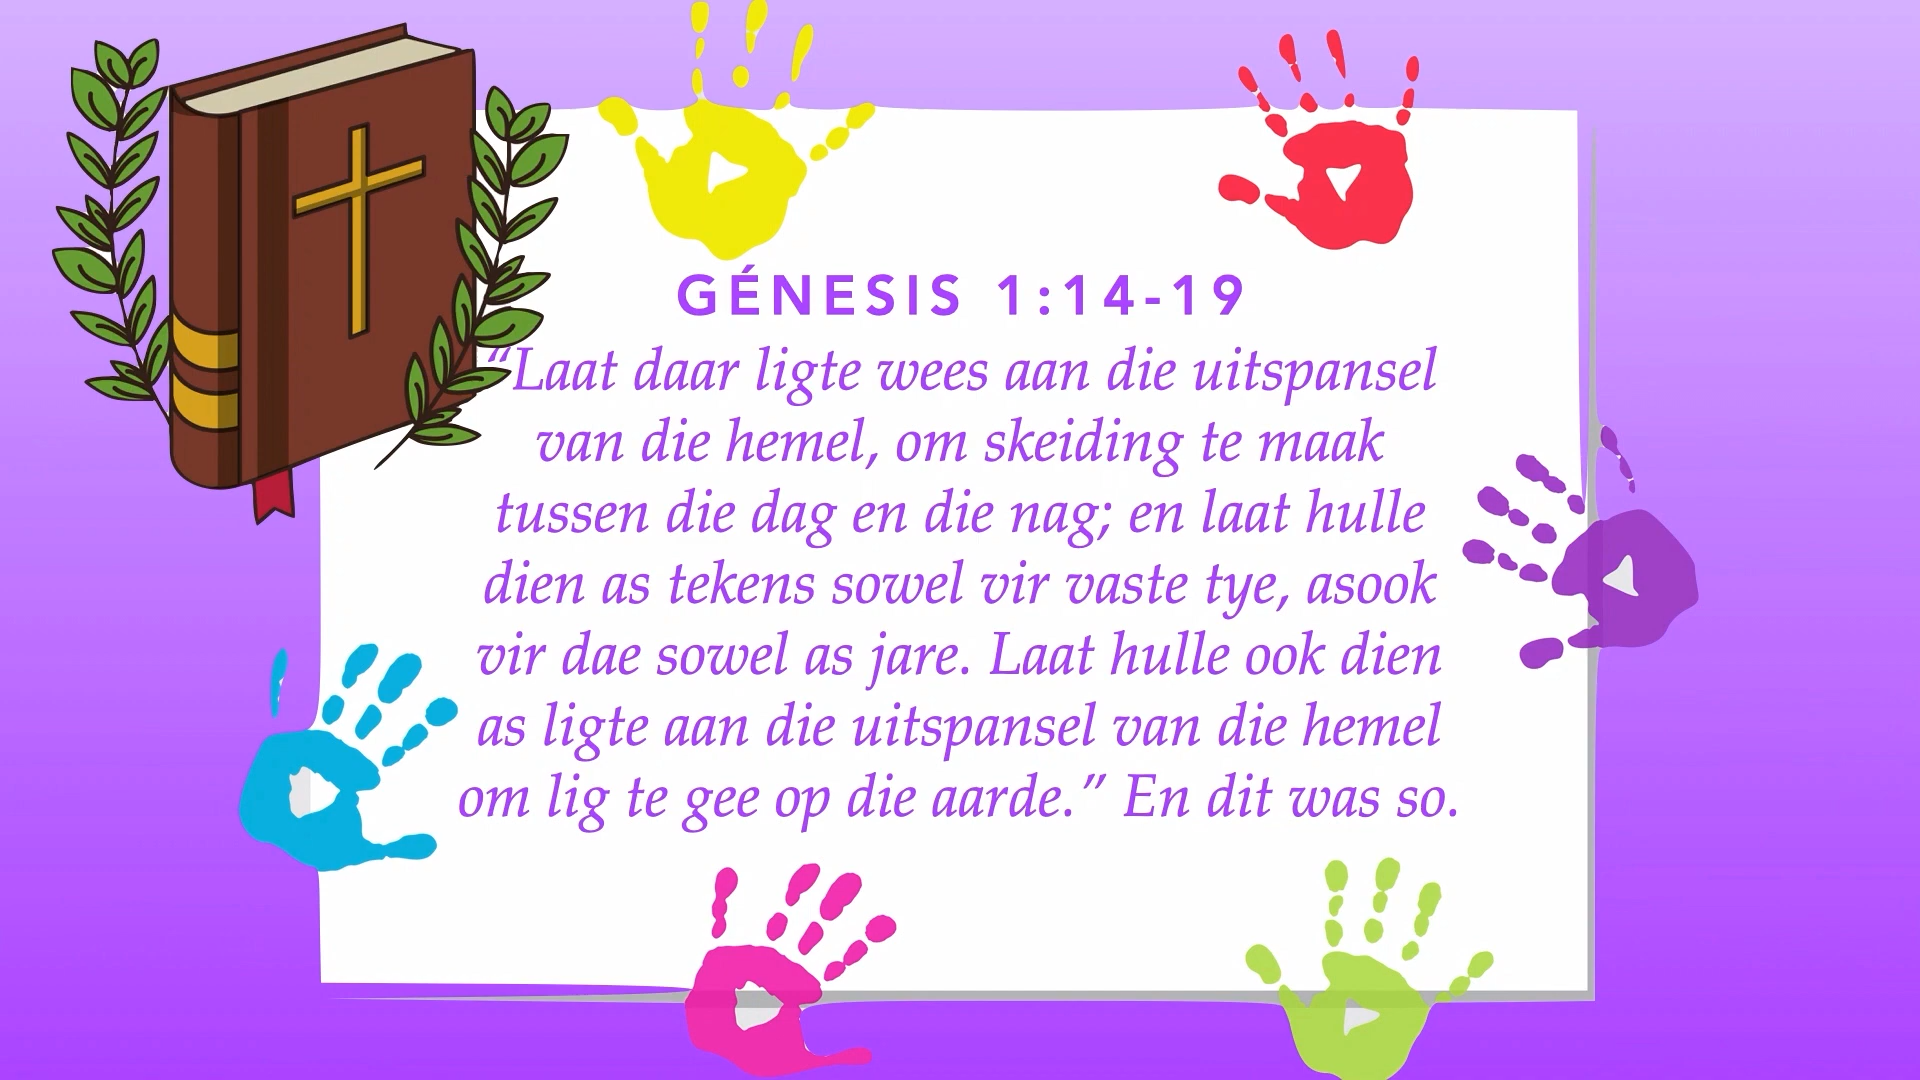 GÉNESIS 1:14-19
“Laat daar ligte wees aan die uitspansel
van die hemel, om skeiding te maak
tussen die dag en die nag; en laat hulle
dien as tekens sowel vir vaste tye, asook
vir dae sowel as jare. Laat hulle ook dien
as ligte aan die uitspansel van die hemel
om lig te gee op die aarde.” En dit was so.